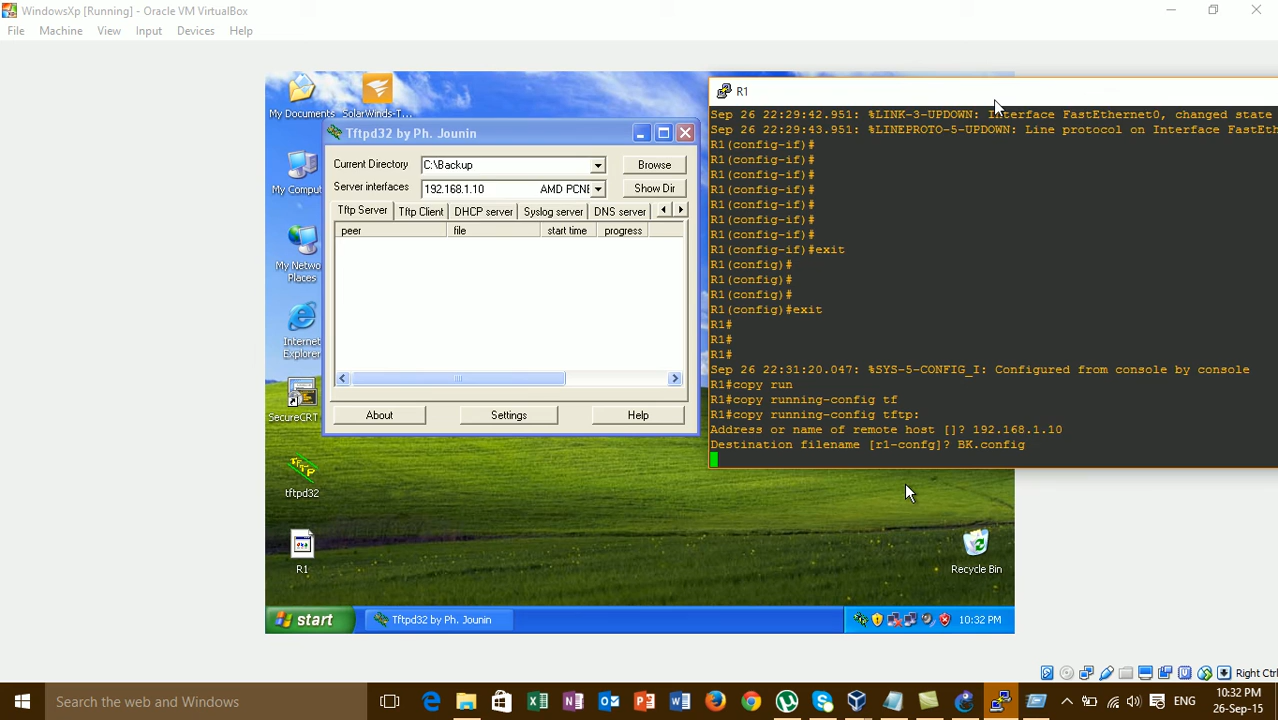 WindowsXp [Running] - Oracle VM VirtualBox
File Machine View Input Devices Help
My Documents
SolarWinds-T...
My Comput
My Netwo
Places
Internet
Explorer
SecureCRT
tftpd32
R1
Recycle Bin
Tftpd32 by Ph. Jounin
Current Directory C:\Backup Browse
Server interfaces 192.168.1.10 AMD PCNE Show Dir
Tftp Server Tftp Client DHCP server Syslog server DNS server
peer file start time progress
About Settings Help
R1
Sep 26 22:29:42.951: %LINK-3-UPDOWN: Interface FastEthernet0, changed state
Sep 26 22:29:43.951: %LINEPROTO-5-UPDOWN: Line protocol on Interface FastEth
R1(config-if)#
R1(config-if)#
R1(config-if)#
R1(config-if)#
R1(config-if)#
R1(config-if)#
R1(config-if)#
R1(config-if)#exit
R1(config)#
R1(config)#
R1(config)#
R1(config)#exit
R1#
R1#
R1#
Sep 26 22:31:20.047: %SYS-5-CONFIG_I: Configured from console by console
R1#copy run
R1#copy running-config tf
R1#copy running-config tftp:
Address or name of remote host []? 192.168.1.10
Destination filename [r1-confg]? BK.config
start Tftpd32 by Ph. Jounin 10:32 PM
Right Ctrl
Search the web and Windows
ENG
10:32 PM
26-Sep-15